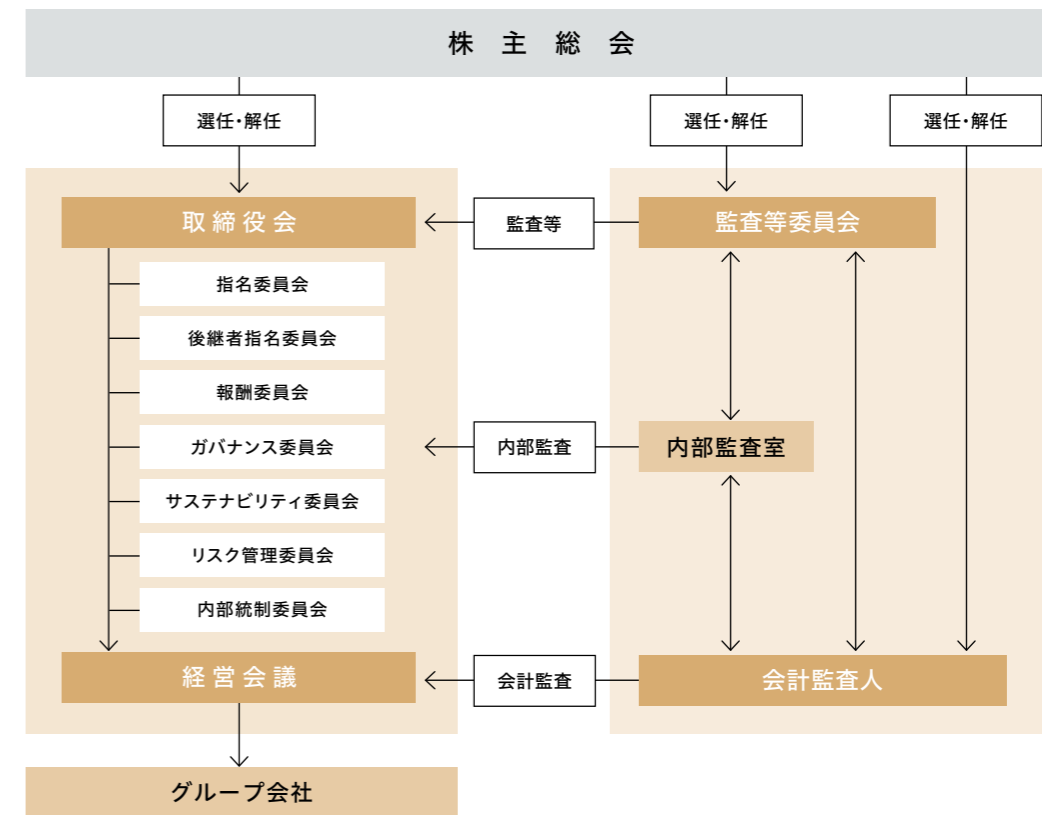 株主総会
選任・解任
選任・解任
選任・解任
取締役会
監査等
監査等委員会
指名委員会
後継者指名委員会
報酬委員会
ガバナンス委員会
内部監査
内部監査室
サステナビリティ委員会
リスク管理委員会
内部統制委員会
経営会議
会計監査
会計監査人
グループ会社